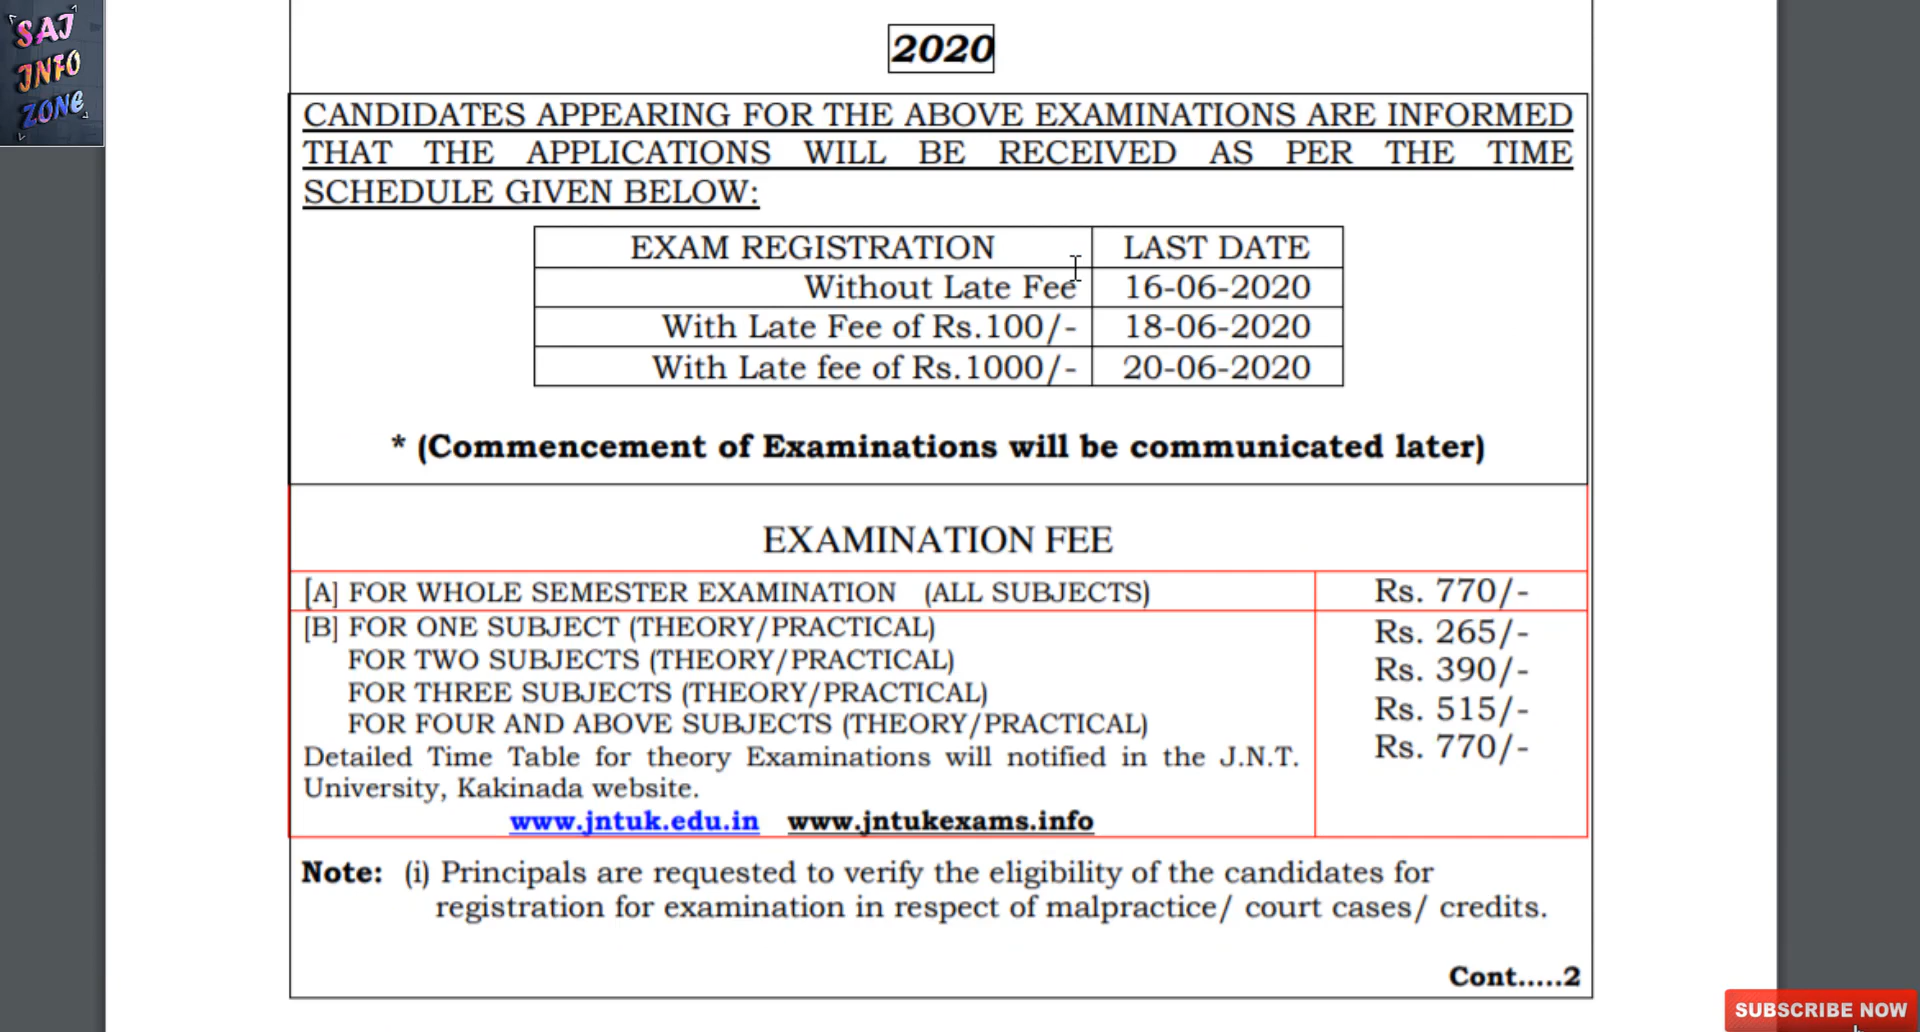 SAJ
INFO
ZONE
2020
CANDIDATES APPEARING FOR THE ABOVE EXAMINATIONS ARE INFORMED
THAT THE APPLICATIONS WILL BE RECEIVED AS PER THE TIME
SCHEDULE GIVEN BELOW:
EXAM REGISTRATION LAST DATE
Without Late Fee 16-06-2020
With Late Fee of Rs.100/- 18-06-2020
With Late fee of Rs.1000/- 20-06-2020
* (Commencement of Examinations will be communicated later)
EXAMINATION FEE
[A] FOR WHOLE SEMESTER EXAMINATION (ALL SUBJECTS) Rs. 770/-
[B] FOR ONE SUBJECT (THEORY/PRACTICAL) Rs. 265/-
FOR TWO SUBJECTS (THEORY/PRACTICAL) Rs. 390/-
FOR THREE SUBJECTS (THEORY/PRACTICAL) Rs. 515/-
FOR FOUR AND ABOVE SUBJECTS (THEORY/PRACTICAL) Rs. 770/-
Detailed Time Table for theory Examinations will notified in the J.N.T.
University, Kakinada website.
www.jntuk.edu.in www.jntukexams.info
Note: (i) Principals are requested to verify the eligibility of the candidates for
registration for examination in respect of malpractice/ court cases/ credits.
Cont.....2
SUBSCRIBE NOW